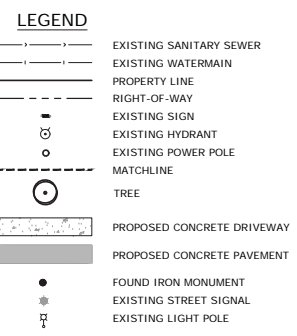 LEGEND
EXISTING SANITARY SEWER
EXISTING WATERMAIN
PROPERTY LINE
RIGHT-OF-WAY
EXISTING SIGN
EXISTING HYDRANT
EXISTING POWER POLE
MATCHLINE
TREE
PROPOSED CONCRETE DRIVEWAY
PROPOSED CONCRETE PAVEMENT
FOUND IRON MONUMENT
EXISTING STREET SIGNAL
EXISTING LIGHT POLE